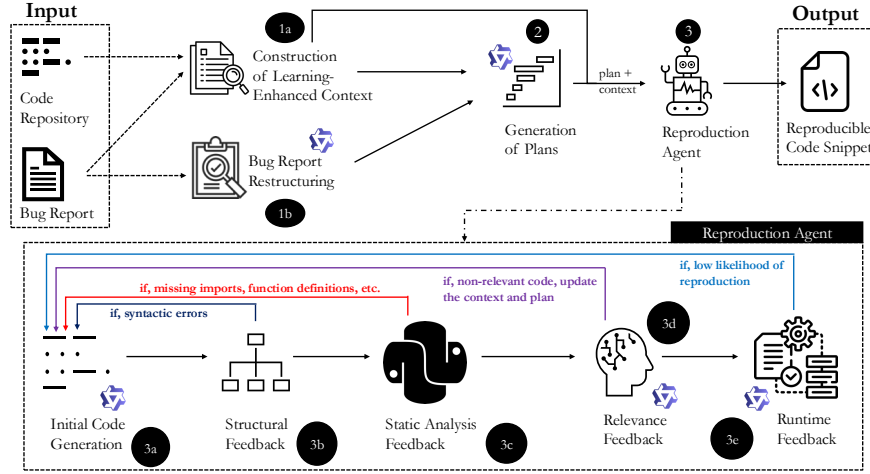 Input
Code
Repository
Bug Report
1a
Construction
of Learning-
Enhanced Context
Bug Report
Restructuring
1b
2
Generation
of Plans
plan +
context
3
Reproduction
Agent
Output
Reproducible
Code Snippet
Reproduction Agent
if, low likelihood of
reproduction
if, non-relevant code, update
the context and plan
if, missing imports, function definitions, etc.
if, syntactic errors
Initial Code
Generation
3a
Structural
Feedback
3b
Static Analysis
Feedback
3c
3d
Relevance
Feedback
3e
Runtime
Feedback